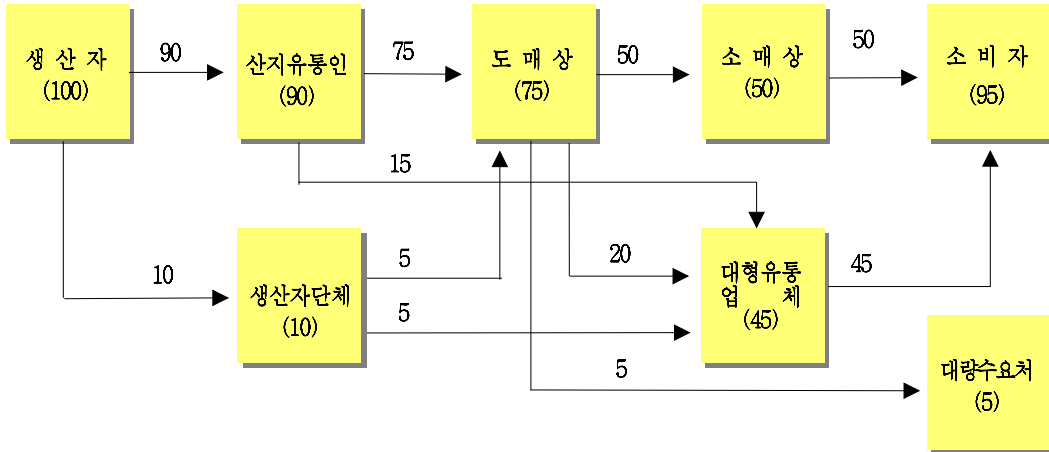 생 산 자
(100)
90
산지유통인
(90)
75
도 매 상
(75)
50
소 매 상
(50)
50
소 비 자
(95)
15
10
생산자단체
(10)
5
5
20
대형유통
업 체
(45)
45
5
대량수요처
(5)